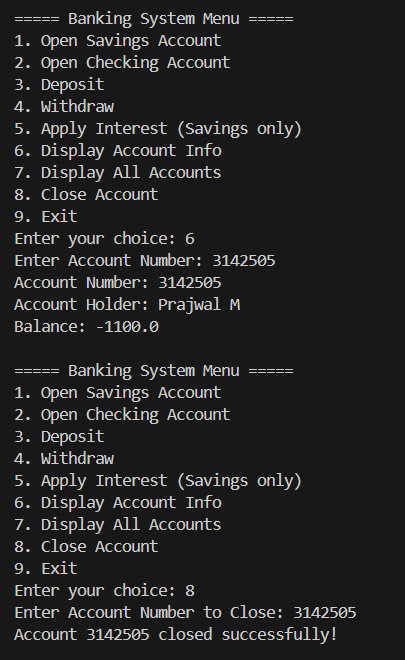 ===== Banking System Menu =====
1. Open Savings Account
2. Open Checking Account
3. Deposit
4. Withdraw
5. Apply Interest (Savings only)
6. Display Account Info
7. Display All Accounts
8. Close Account
9. Exit
Enter your choice: 6
Enter Account Number: 3142505
Account Number: 3142505
Account Holder: Prajwal M
Balance: -1100.0

===== Banking System Menu =====
1. Open Savings Account
2. Open Checking Account
3. Deposit
4. Withdraw
5. Apply Interest (Savings only)
6. Display Account Info
7. Display All Accounts
8. Close Account
9. Exit
Enter your choice: 8
Enter Account Number to Close: 3142505
Account 3142505 closed successfully!